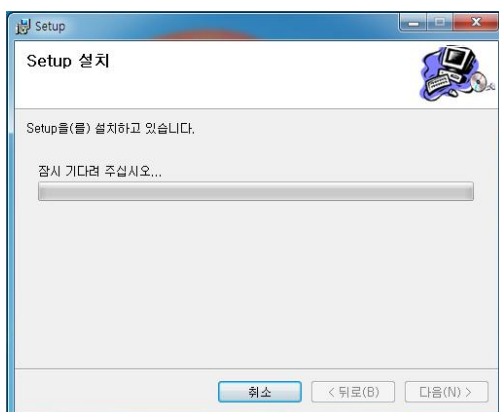 Setup
Setup 설치
Setup을(를) 설치하고 있습니다.
잠시 기다려 주십시오...
취소
< 뒤로(B)
다음(N) >